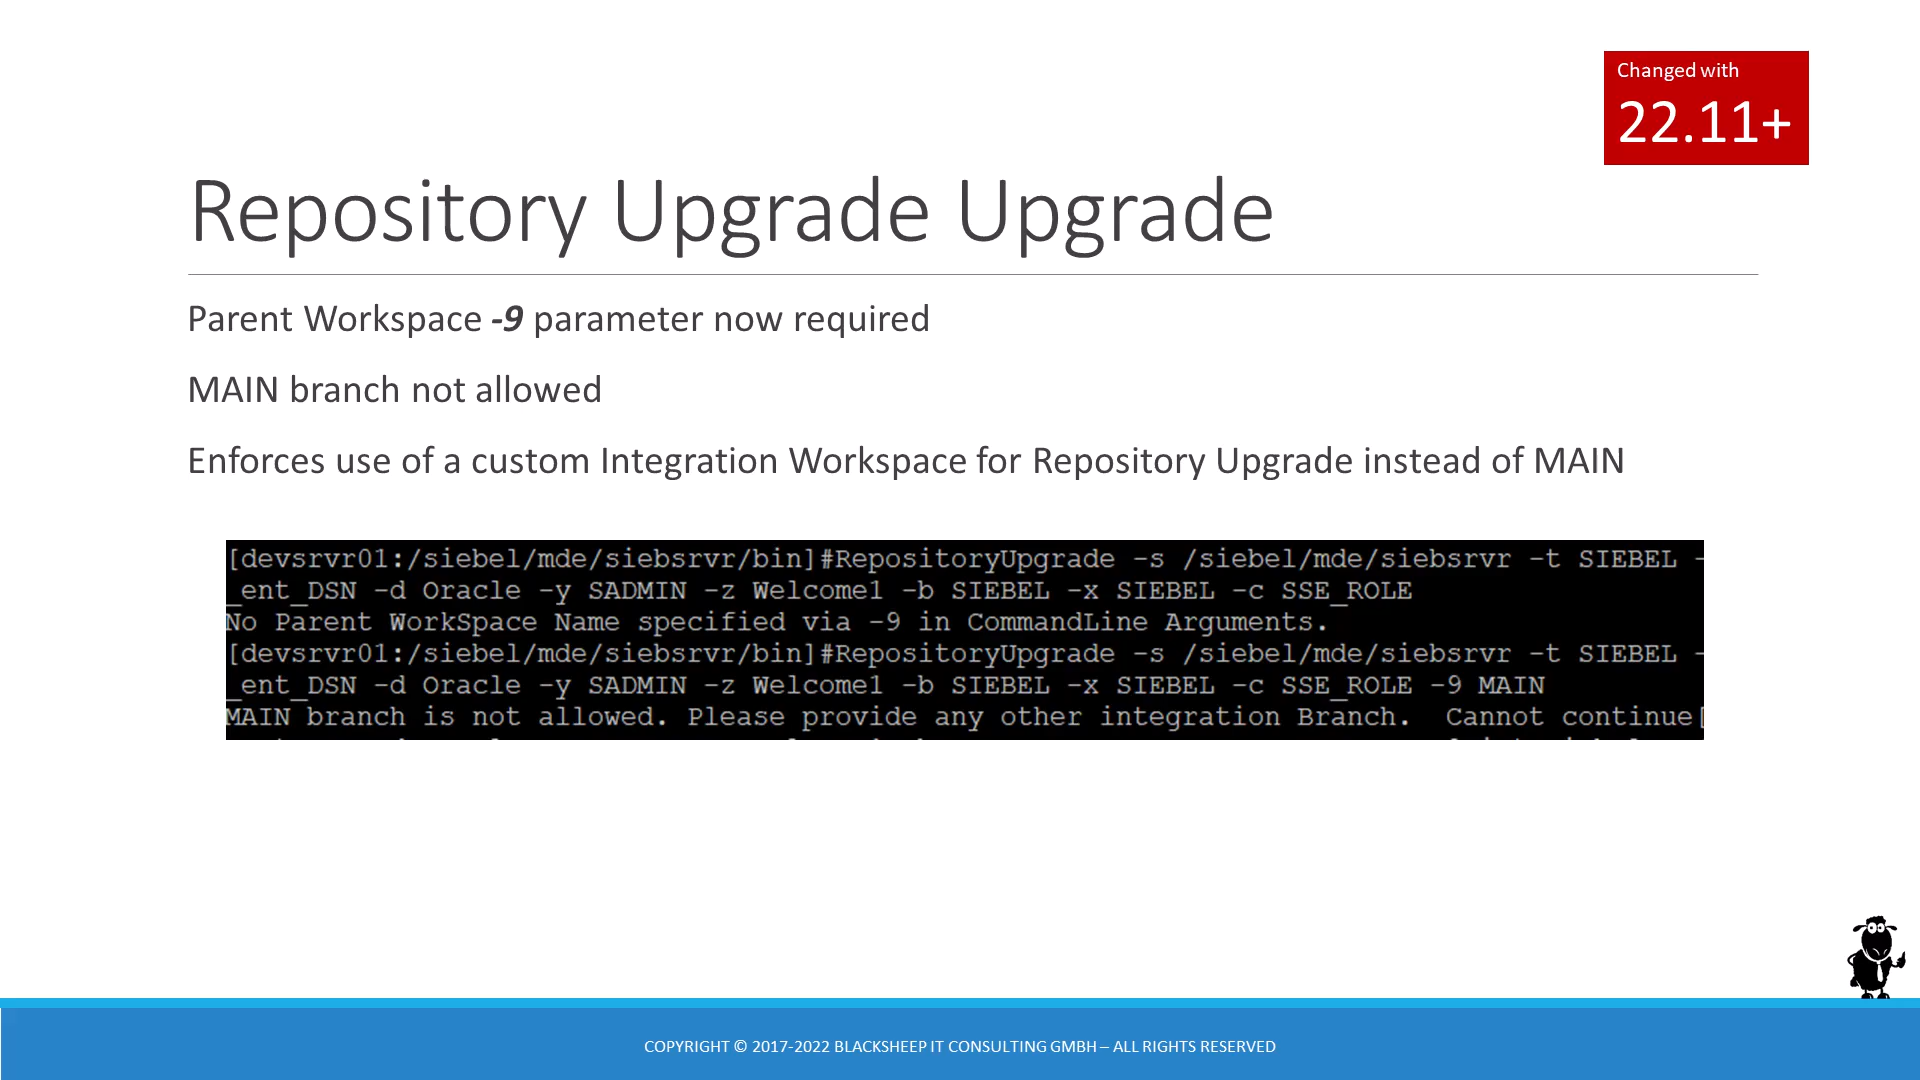 Changed with
22.11+
Repository Upgrade Upgrade
Parent Workspace -9 parameter now required
MAIN branch not allowed
Enforces use of a custom Integration Workspace for Repository Upgrade instead of MAIN
[devsrvr01:/siebel/mde/siebsrvr/bin]#RepositoryUpgrade -s /siebel/mde/siebsrvr -t SIEBEL -
_ent_DSN -d Oracle -y SADMIN -z Welcome1 -b SIEBEL -x SIEBEL -c SSE_ROLE
No Parent WorkSpace Name specified via -9 in CommandLine Arguments.
[devsrvr01:/siebel/mde/siebsrvr/bin]#RepositoryUpgrade -s /siebel/mde/siebsrvr -t SIEBEL -
_ent_DSN -d Oracle -y SADMIN -z Welcome1 -b SIEBEL -x SIEBEL -c SSE_ROLE -9 MAIN
MAIN branch is not allowed. Please provide any other integration Branch.  Cannot continue[
COPYRIGHT © 2017-2022 BLACKSHEEP IT CONSULTING GMBH – ALL RIGHTS RESERVED